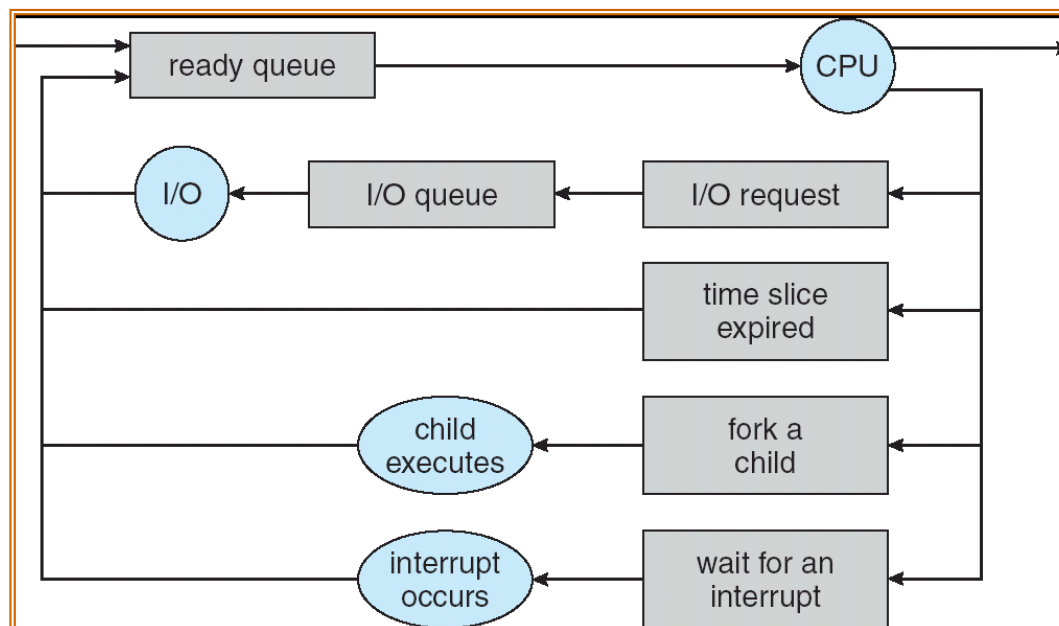 ready queue
CPU
I/O
I/O queue
I/O request
time slice
expired
child
executes
fork a
child
interrupt
occurs
wait for an
interrupt